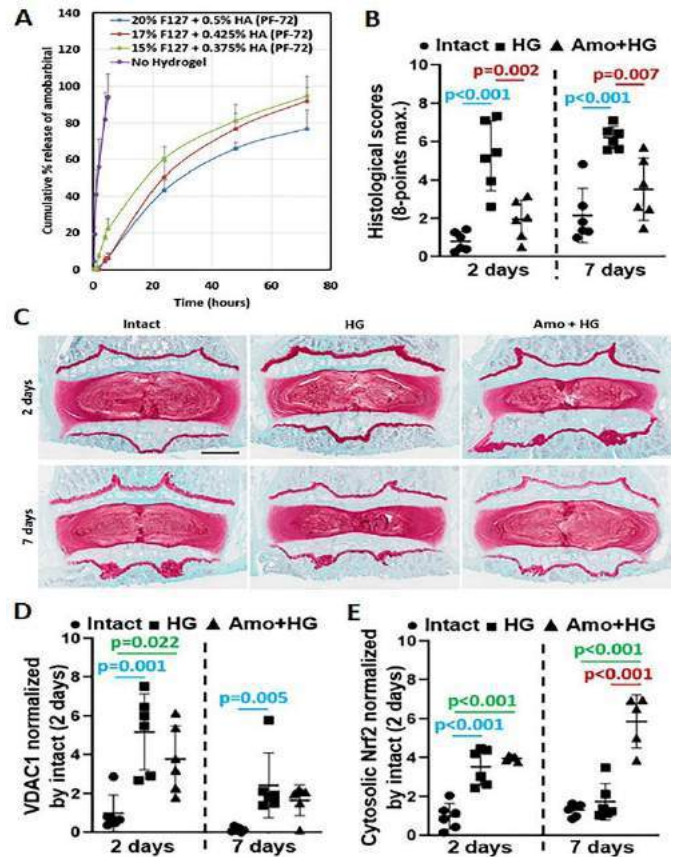 A
20% F127 + 0.5% HA (PF-72)
17% F127 + 0.425% HA (PF-72)
15% F127 + 0.375% HA (PF-72)
No Hydrogel
Cumulative % release of amobarbital
140
120
100
80
60
40
20
0
0 20 40 60 80
Time (hours)
B
Intact HG Amo+HG
p=0.002 p=0.007
p<0.001 p<0.001
Histological scores
(8-points max.)
8
6
4
2
0
2 days 7 days
C
Intact HG Amo + HG
2 days
7 days
D
Intact HG Amo+HG
p=0.022
p=0.001
p=0.005
VDAC1 normalized
by intact (2 days)
10
8
6
4
2
0
2 days 7 days
E
Intact HG Amo+HG
p<0.001
p<0.001
p<0.001
p<0.001
Cytosolic Nrf2 normalized
by intact (2 days)
10
8
6
4
2
0
2 days 7 days